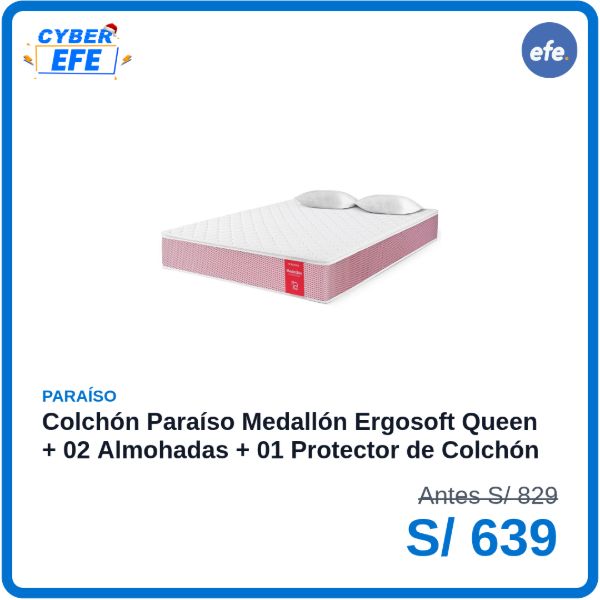 CYBER
EFE
efe.
PARAÍSO
Colchón Paraíso Medallón Ergosoft Queen
+ 02 Almohadas + 01 Protector de Colchón
Antes S/ 829
S/ 639